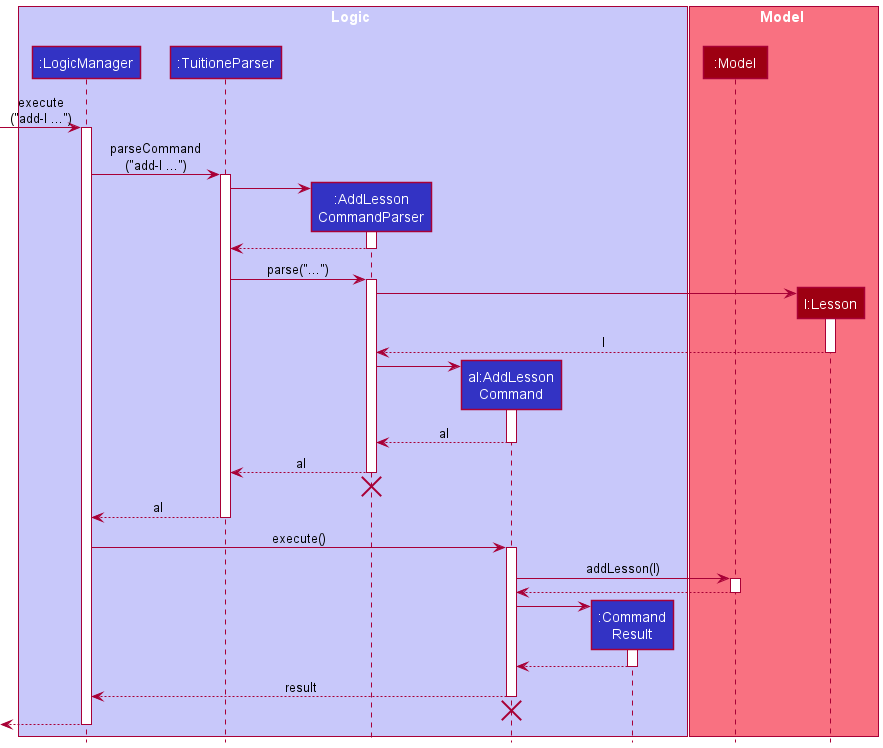 Logic
Model
:LogicManager
:TuitioneParser
:Model
execute
("add-l ...")
parseCommand
("add-l ...")
:AddLesson
CommandParser
parse("...")
l:Lesson
l
al:AddLesson
Command
al
al
al
execute()
addLesson(l)
:Command
Result
result